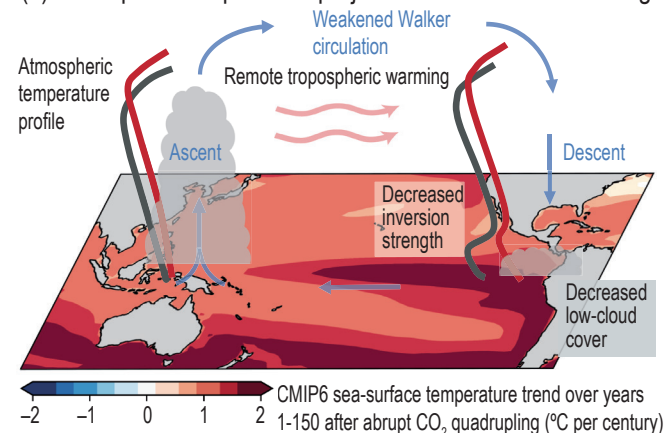 Weakened Walker
circulation
Atmospheric
temperature
profile
Remote tropospheric warming
Ascent
Descent
Decreased
inversion
strength
Decreased
low-cloud
cover
–2 –1 0 1 2
CMIP6 sea-surface temperature trend over years
1-150 after abrupt CO₂ quadrupling (ºC per century)